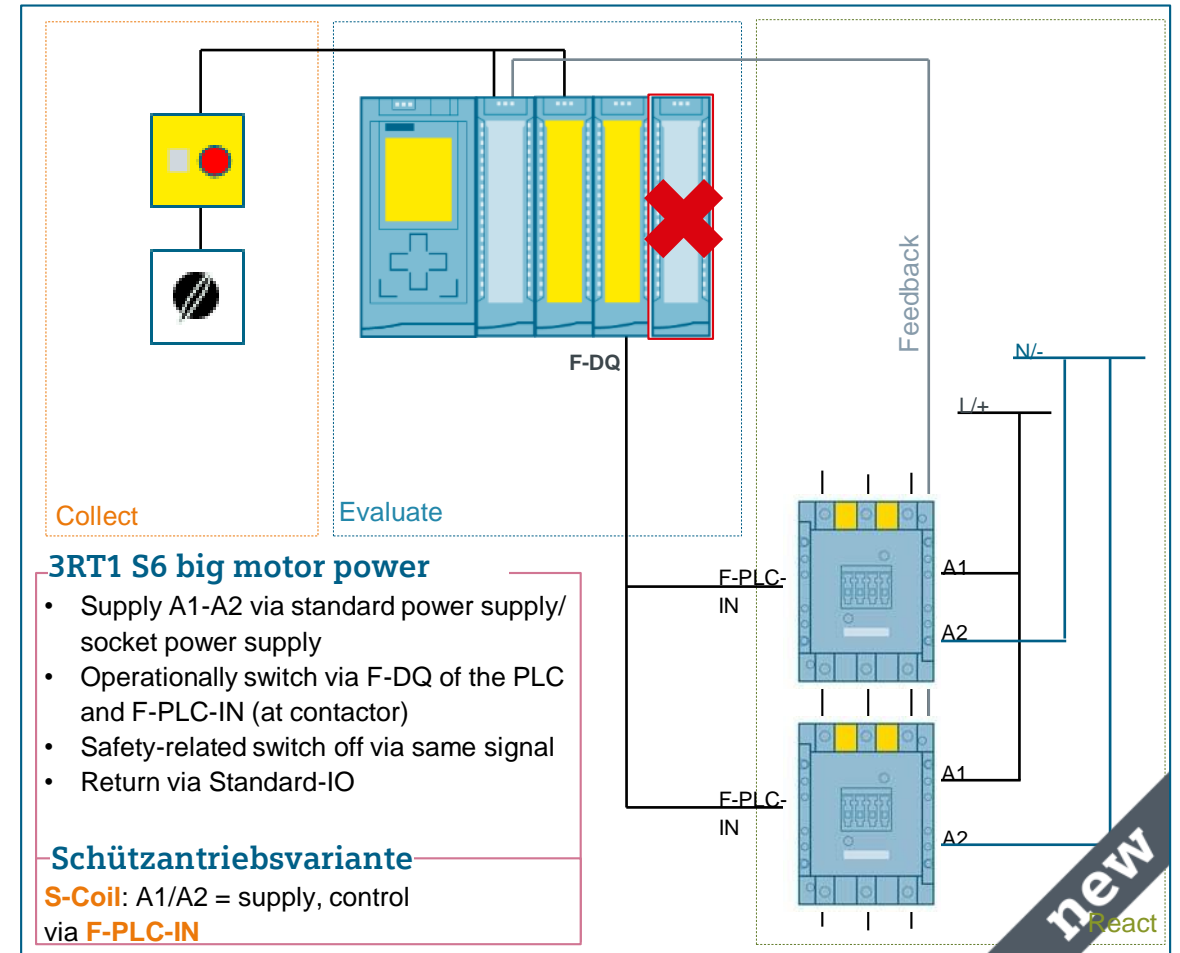 Feedback
F-DQ
N/-
L/+
Collect
Evaluate
3RT1 S6 big motor power
• Supply A1-A2 via standard power supply/
socket power supply
• Operationally switch via F-DQ of the PLC
and F-PLC-IN (at contactor)
• Safety-related switch off via same signal
• Return via Standard-IO
Schützantriebsvariante
S-Coil: A1/A2 = supply, control
via F-PLC-IN
F-PLC-
IN
A1
A2
F-PLC-
IN
A1
A2
new
React